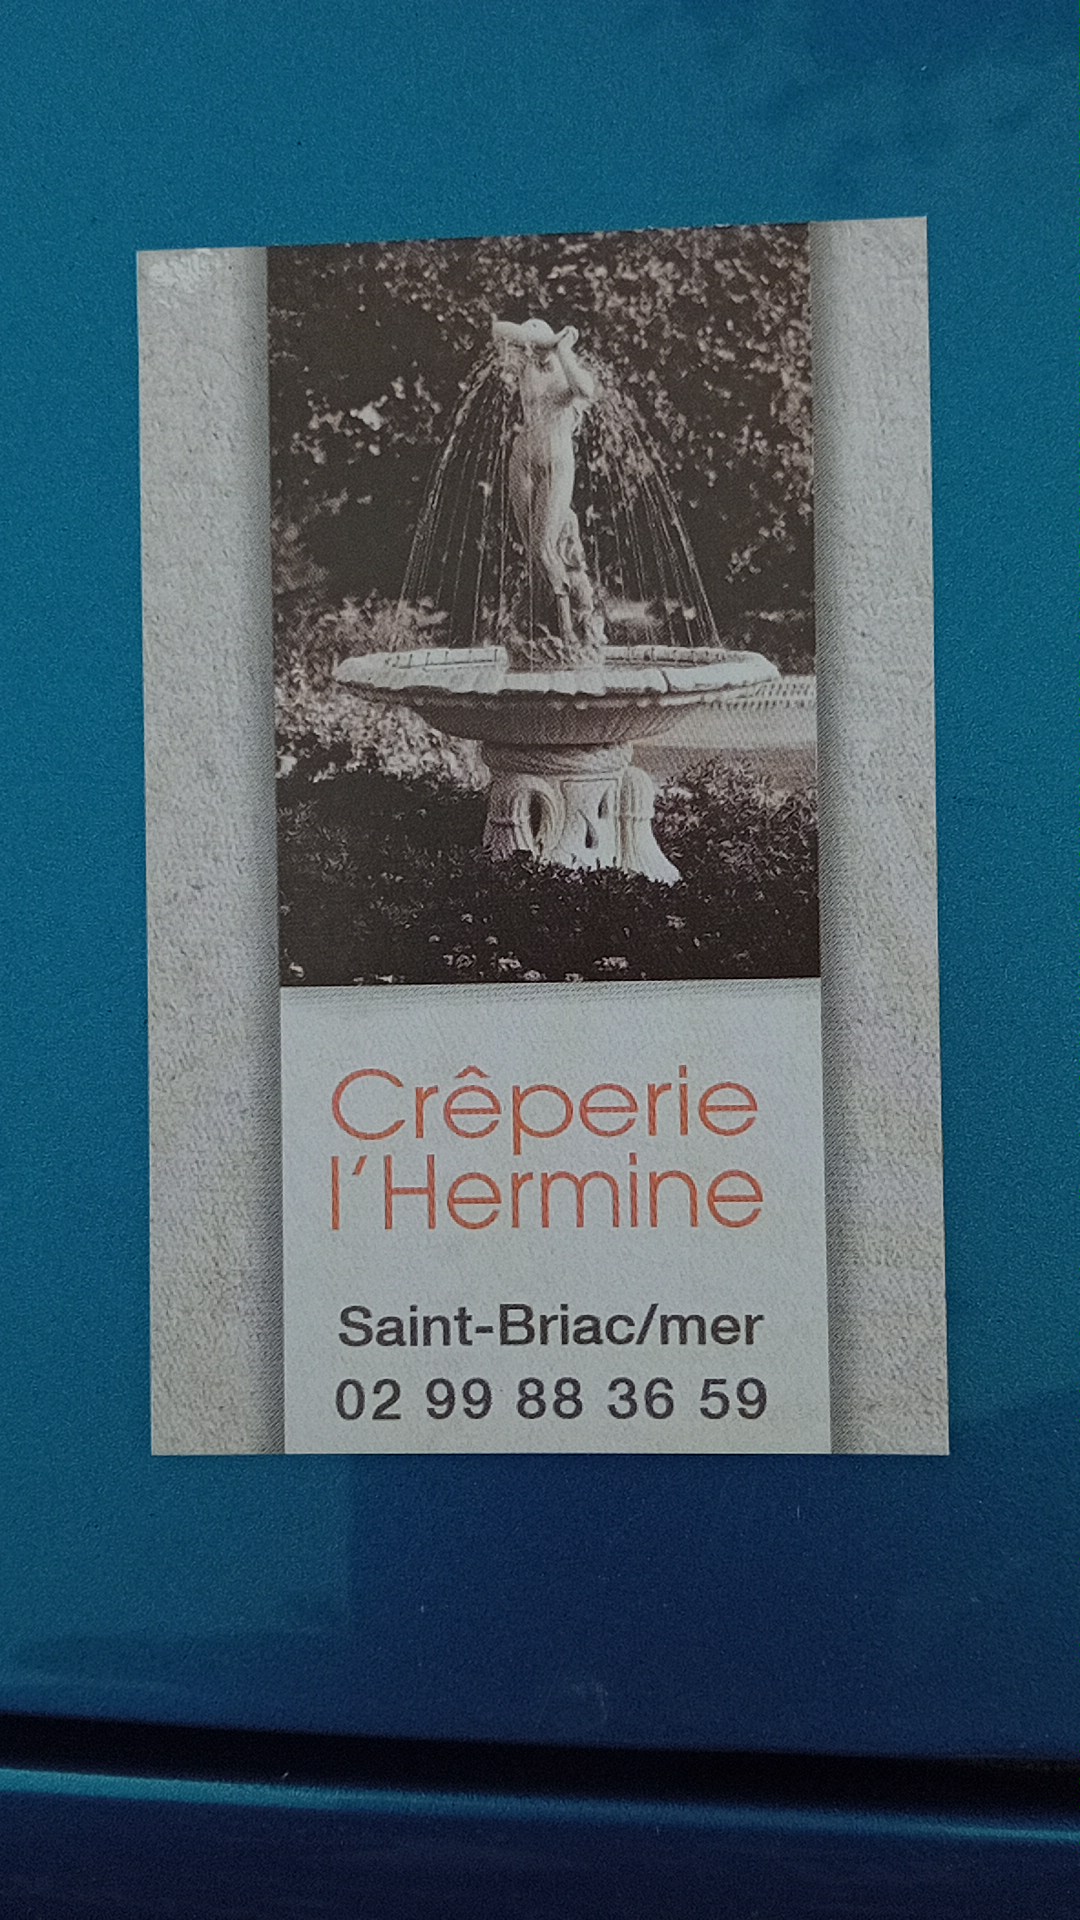 Crêperie
l'Hermine
Saint-Briac/mer
02 99 88 36 59